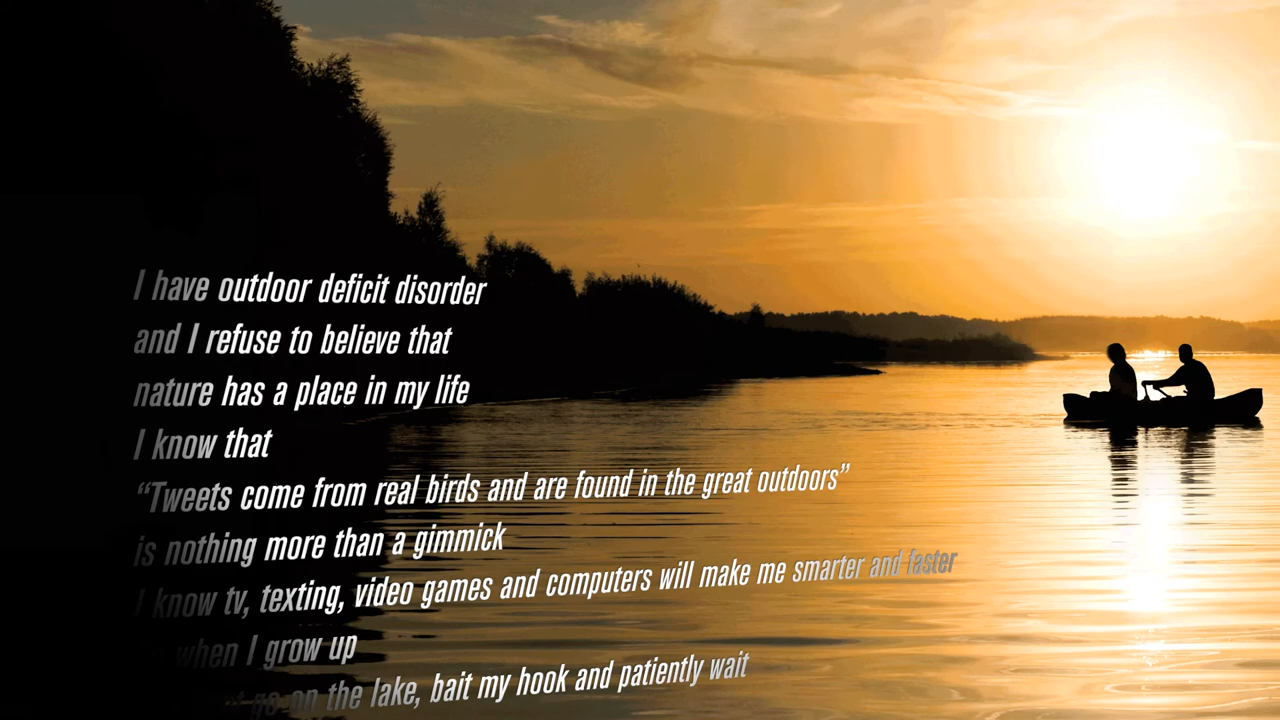 I have outdoor deficit disorder
and I refuse to believe that
nature has a place in my life
I know that
“Tweets come from real birds and are found in the great outdoors”
is nothing more than a gimmick
I know tv, texting, video games and computers will make me smarter and faster
when I grow up
go on the lake, bait my hook and patiently wait